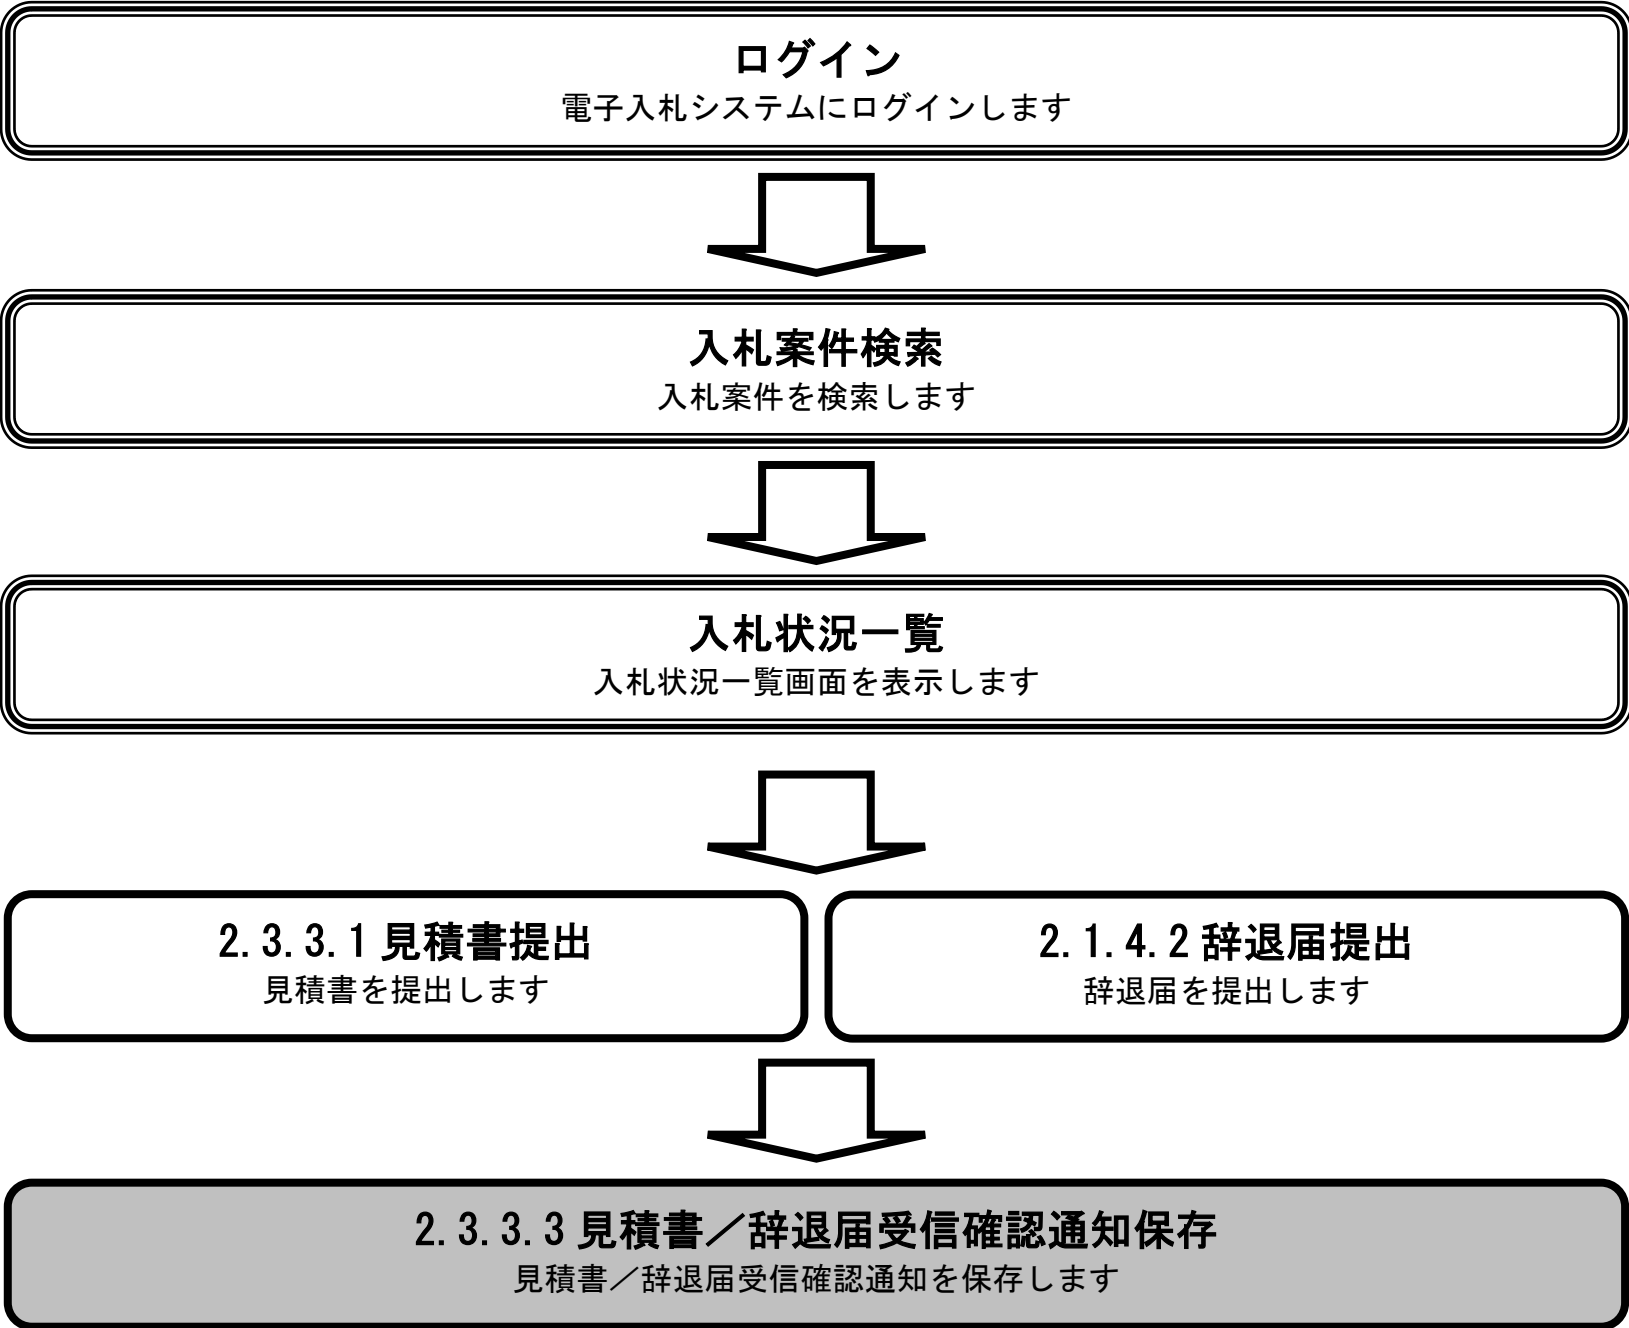 ログイン
電子入札システムにログインします
入札案件検索
入札案件を検索します
入札状況一覧
入札状況一覧画面を表示します
2.3.3.1 見積書提出
見積書を提出します
2.1.4.2 辞退届提出
辞退届を提出します
2.3.3.3 見積書／辞退届受信確認通知保存
見積書／辞退届受信確認通知を保存します